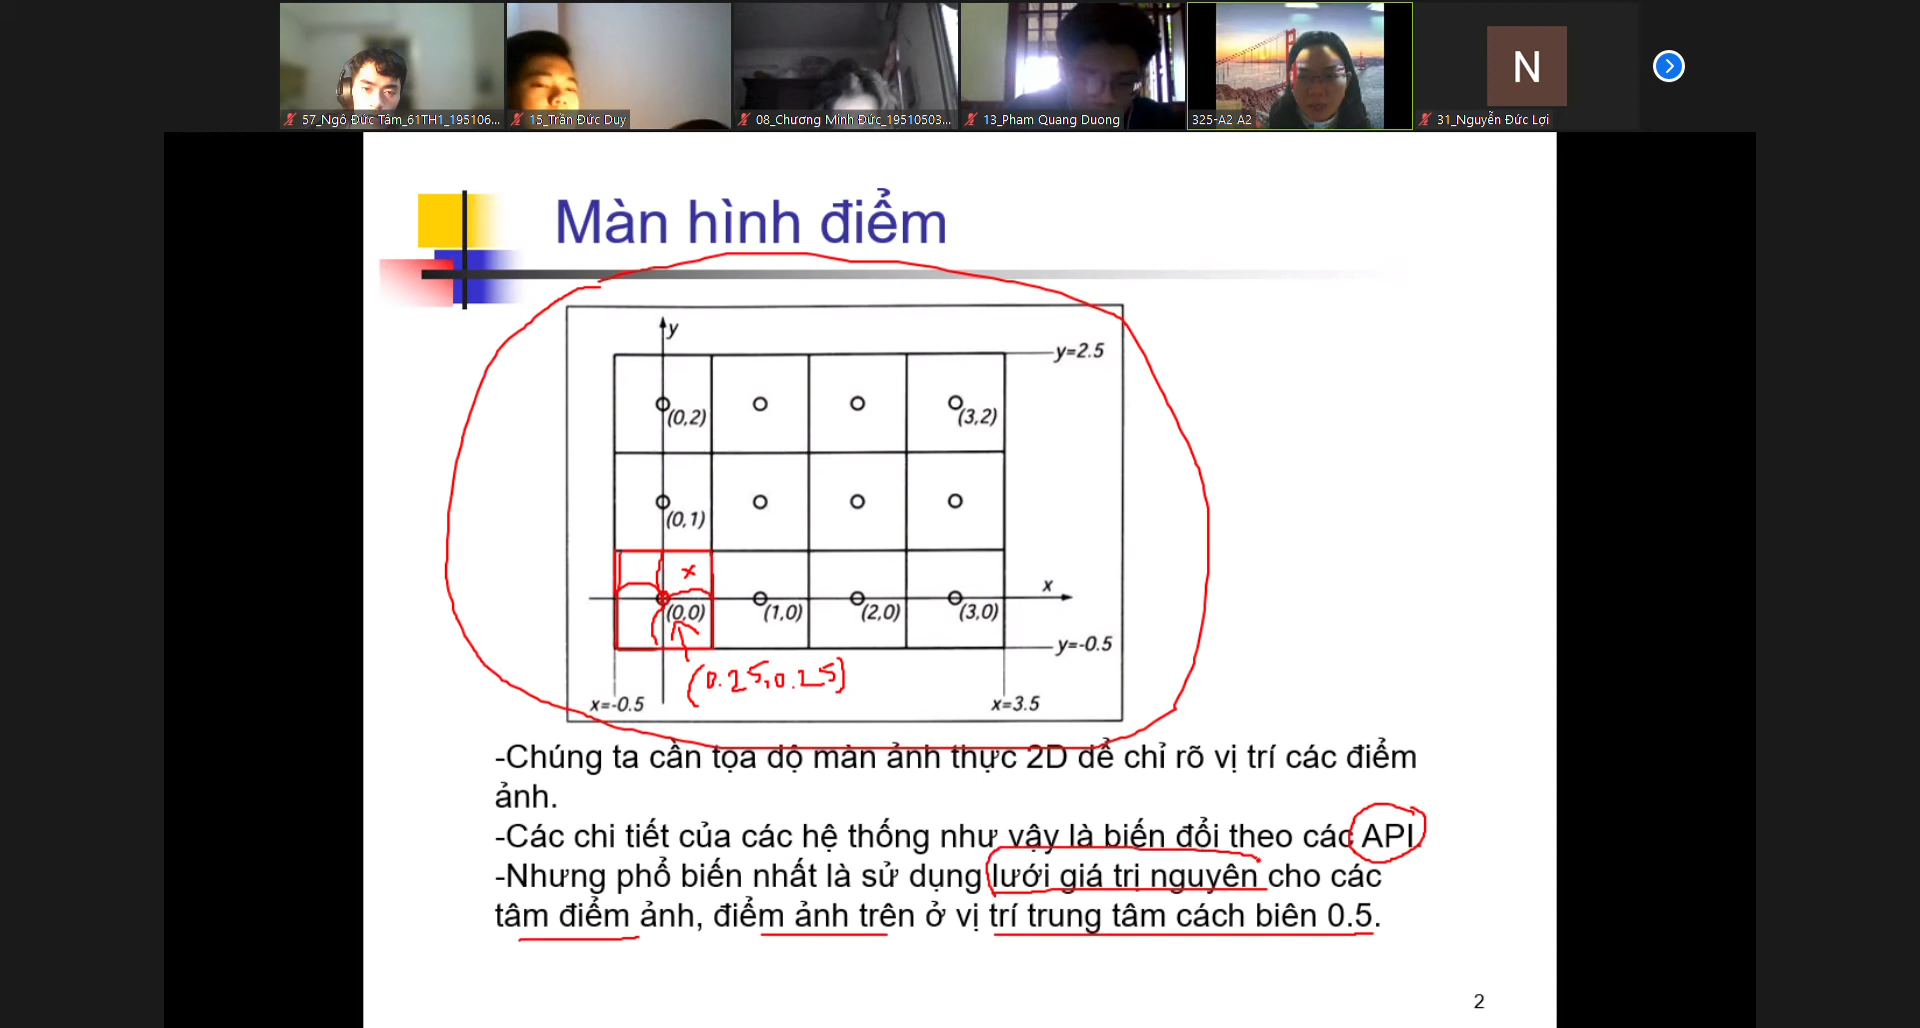 57_Ngô Đức Tâm_61TH1_195106...
15_Trần Đức Duy
08_Chương Minh Đức_19510503...
13_Pham Quang Duong
325-A2 A2
N
31_Nguyễn Đức Lợi
Màn hình điểm
y
y=2.5
(0,2)
(3,2)
(0,1)
x
x
(0,0)
(1,0)
(2,0)
(3,0)
y=-0.5
(0.25,0.25)
x=-0.5
x=3.5
-Chúng ta cần tọa dộ màn ảnh thực 2D dể chỉ rõ vị trí các điểm
ảnh.
-Các chi tiết của các hệ thống như vậy là biến đổi theo các API.
-Nhưng phổ biến nhất là sử dụng lưới giá trị nguyên cho các
tâm điểm ảnh, điểm ảnh trên ở vị trí trung tâm cách biên 0.5.
2